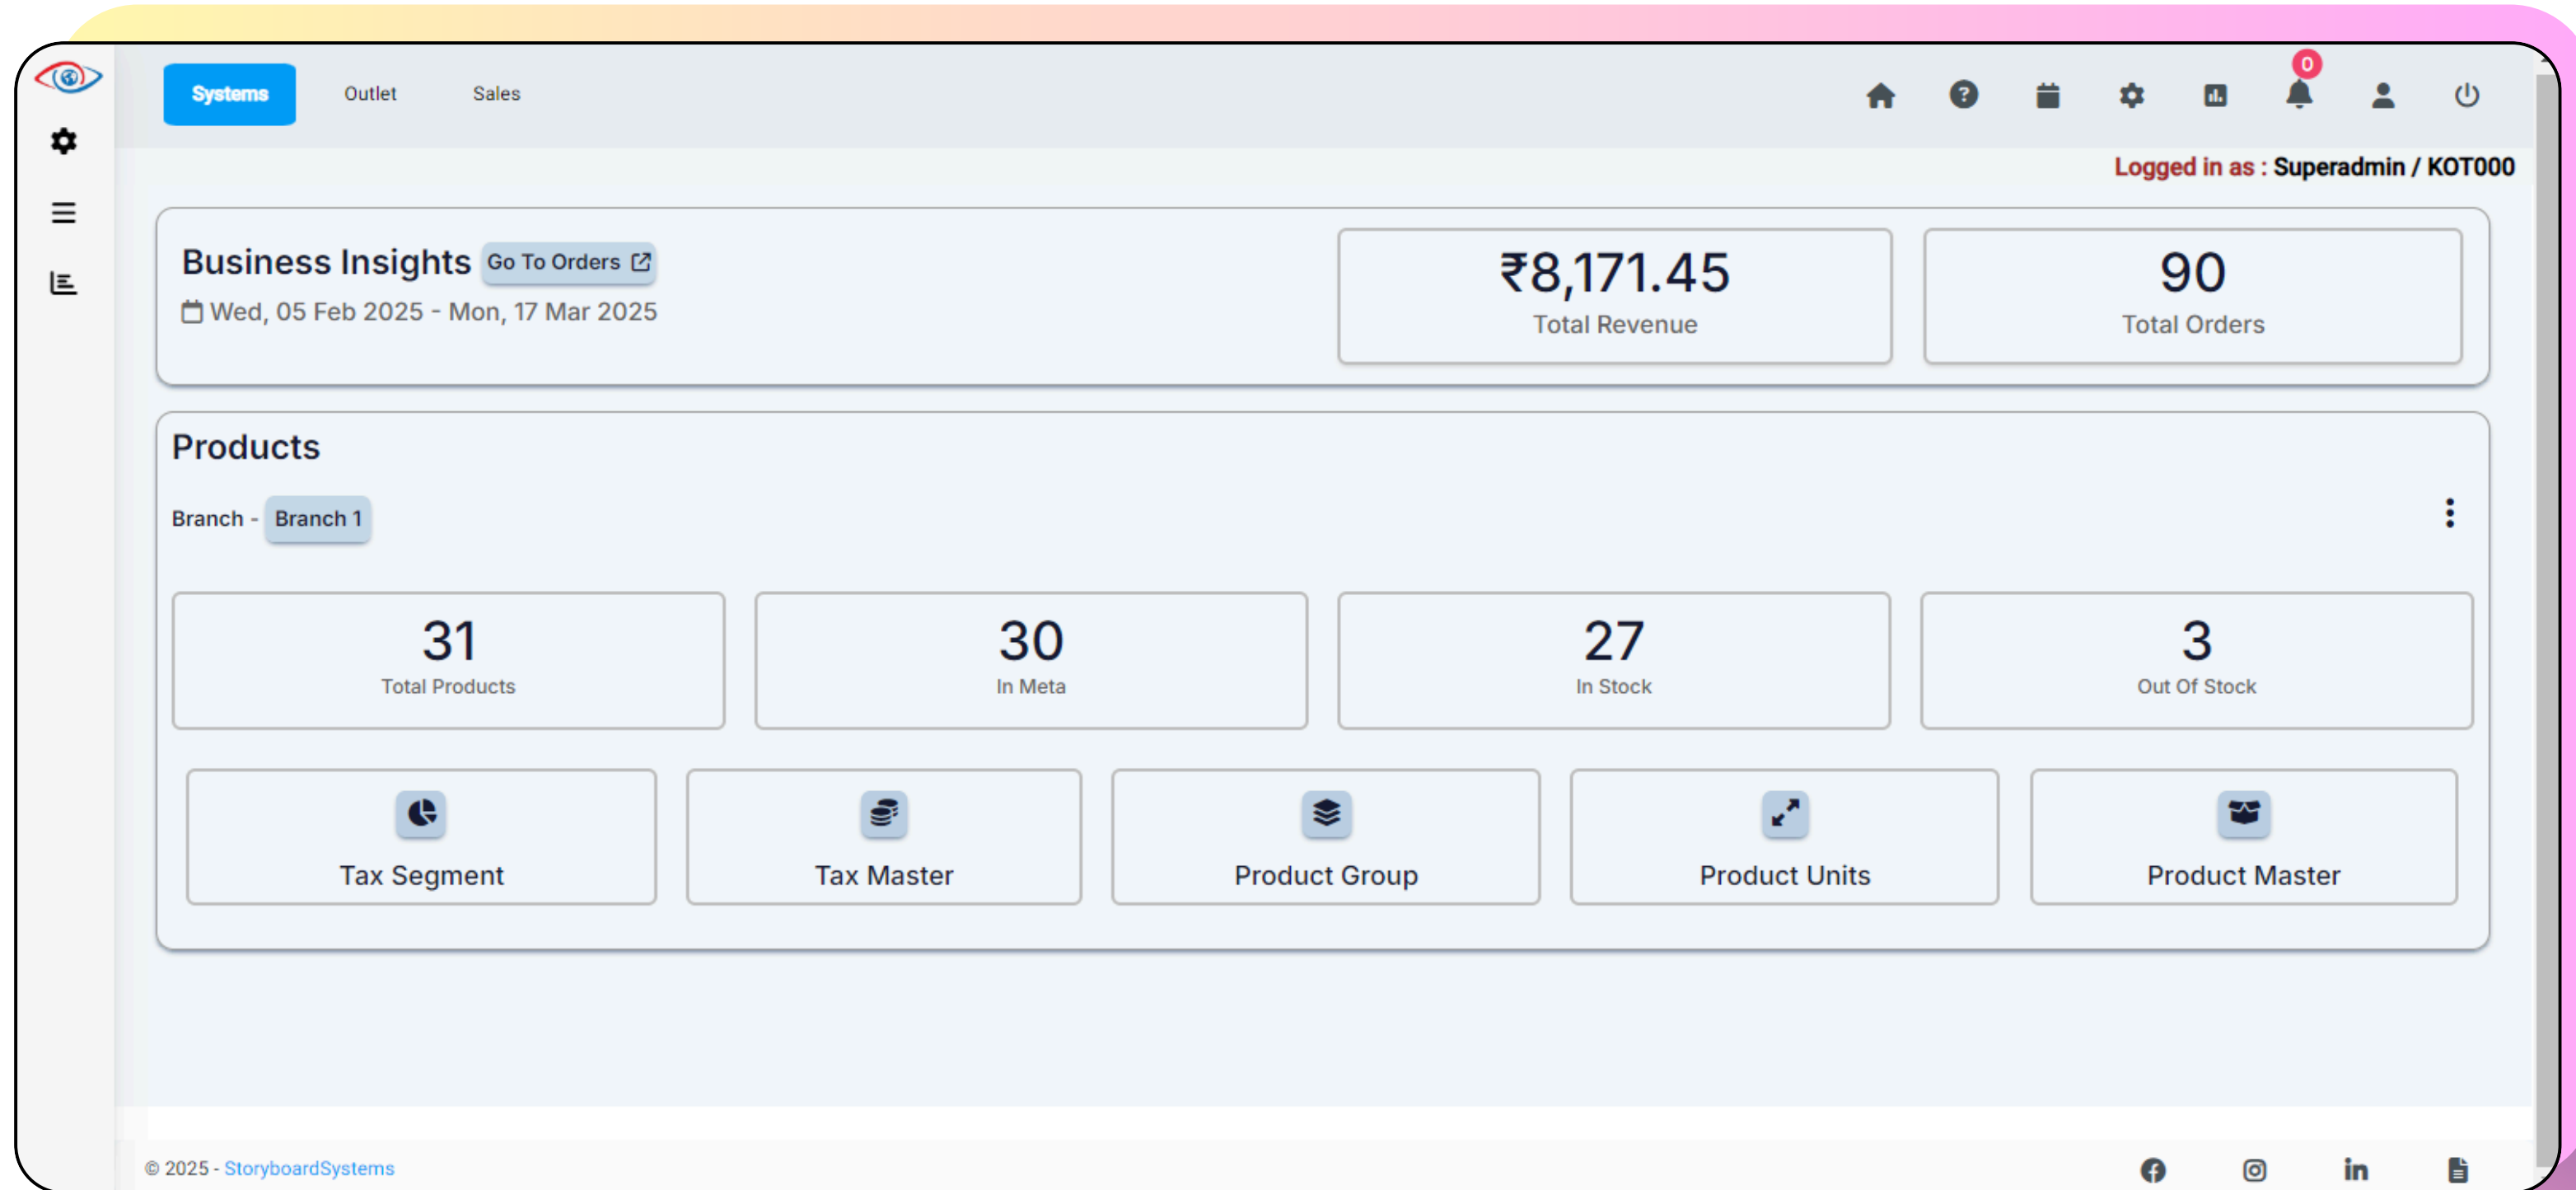 Systems Outlet Sales 0
Logged in as : Superadmin / KOT000
Business Insights Go To Orders
Wed, 05 Feb 2025 - Mon, 17 Mar 2025
₹8,171.45
Total Revenue
90
Total Orders
Products
Branch - Branch 1
31
Total Products
30
In Meta
27
In Stock
3
Out Of Stock
Tax Segment
Tax Master
Product Group
Product Units
Product Master
© 2025 - StoryboardSystems